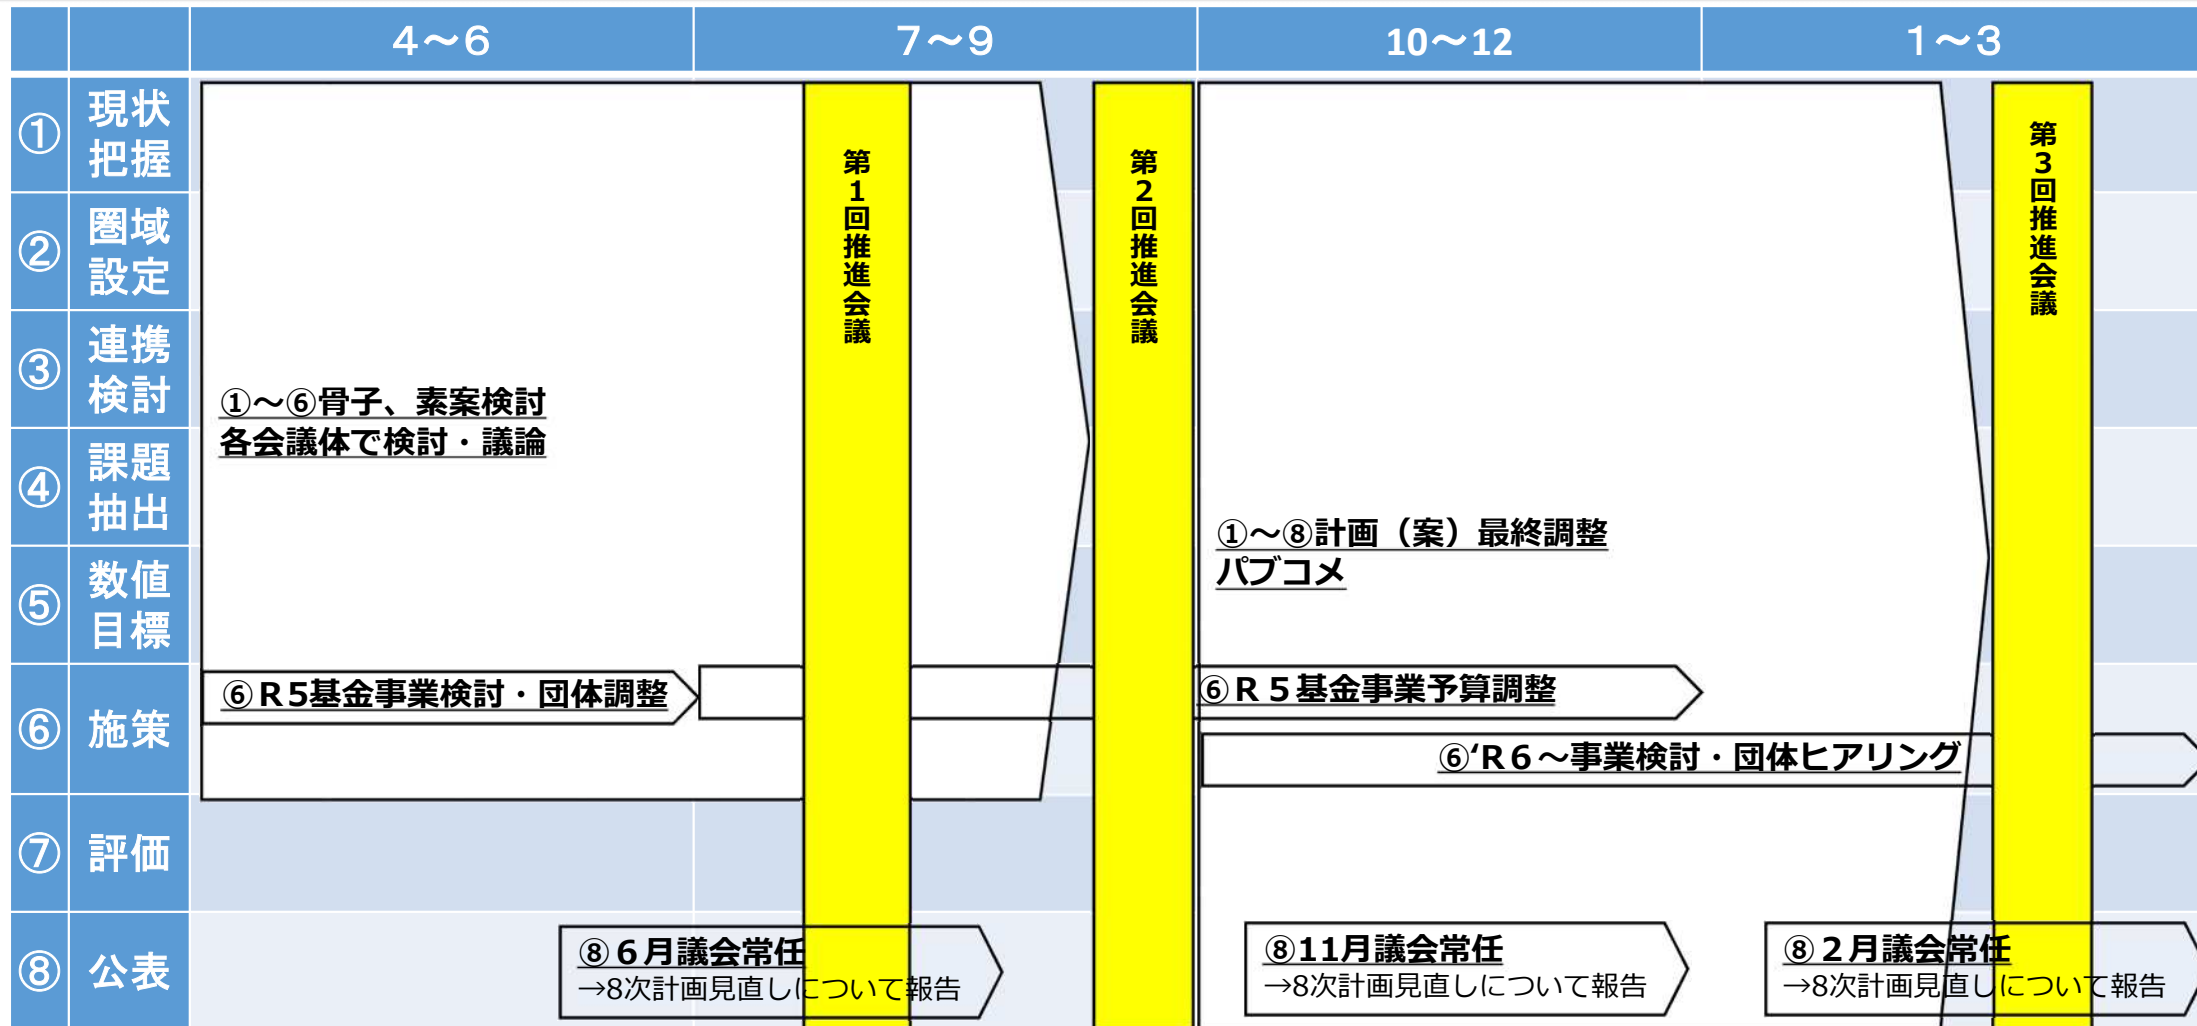 4～6
7～9
10～12
1～3
①
現状
把握
②
圏域
設定
③
連携
検討
④
課題
抽出
⑤
数値
目標
⑥
施策
⑦
評価
⑧
公表
第1回推進会議
第2回推進会議
第3回推進会議
①～⑥骨子、素案検討
各会議体で検討・議論
①～⑧計画（案）最終調整
パブコメ
⑥R5基金事業検討・団体調整
⑥R５基金事業予算調整
⑥‘R６～事業検討・団体ヒアリング
⑧６月議会常任
→8次計画見直しについて報告
⑧11月議会常任
→8次計画見直しについて報告
⑧２月議会常任
→8次計画見直しについて報告